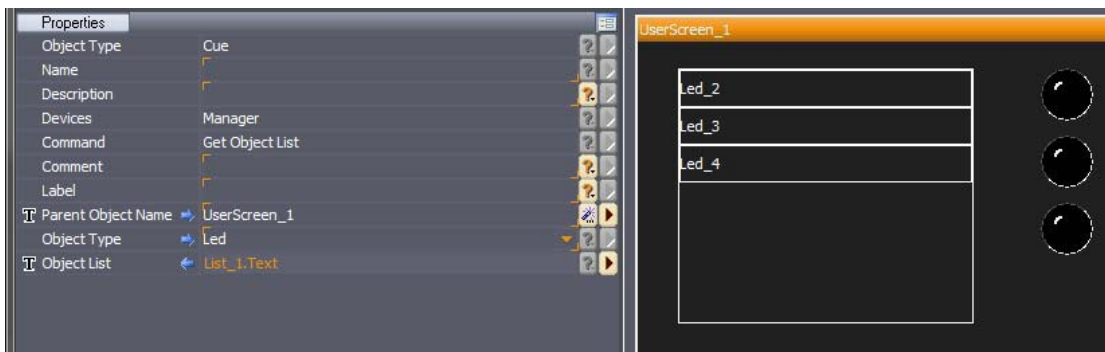 Properties
Object Type Cue
Name
Description
Devices Manager
Command Get Object List
Comment
Label
T Parent Object Name UserScreen_1
Object Type Led
T Object List List_1.Text
UserScreen_1
Led_2
Led_3
Led_4